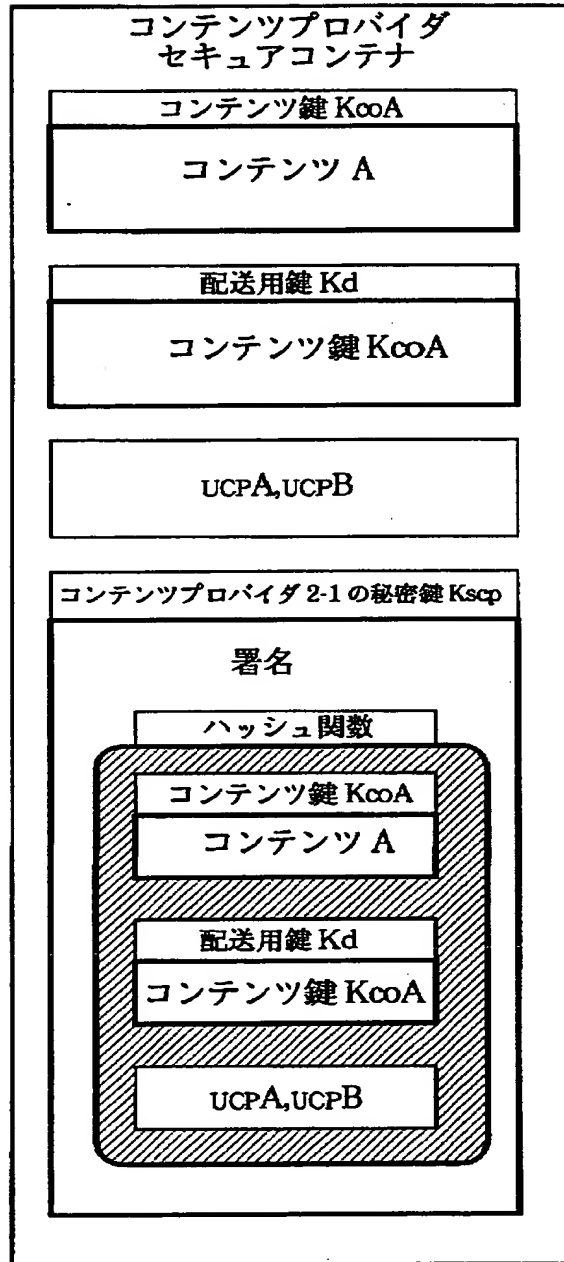 コンテンツプロバイダ
セキュアコンテナ
コンテンツ鍵 KcoA
コンテンツ A
配送用鍵 Kd
コンテンツ鍵 KcoA
UCPA,UCPB
コンテンツプロバイダ 2-1 の秘密鍵 Kscp
署名
ハッシュ関数
コンテンツ鍵 KcoA
コンテンツ A
配送用鍵 Kd
コンテンツ鍵 KcoA
UCPA,UCPB